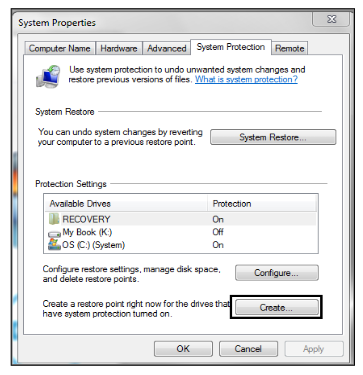 System Properties
Computer Name Hardware Advanced System Protection Remote
Use system protection to undo unwanted system changes and
restore previous versions of files. What is system protection?
System Restore
You can undo system changes by reverting
your computer to a previous restore point.
System Restore...
Protection Settings
Available Drives Protection
RECOVERY On
My Book (K:) Off
OS (C:) (System) On
Configure restore settings, manage disk space,
and delete restore points.
Configure...
Create a restore point right now for the drives that
have system protection turned on.
Create...
OK Cancel Apply